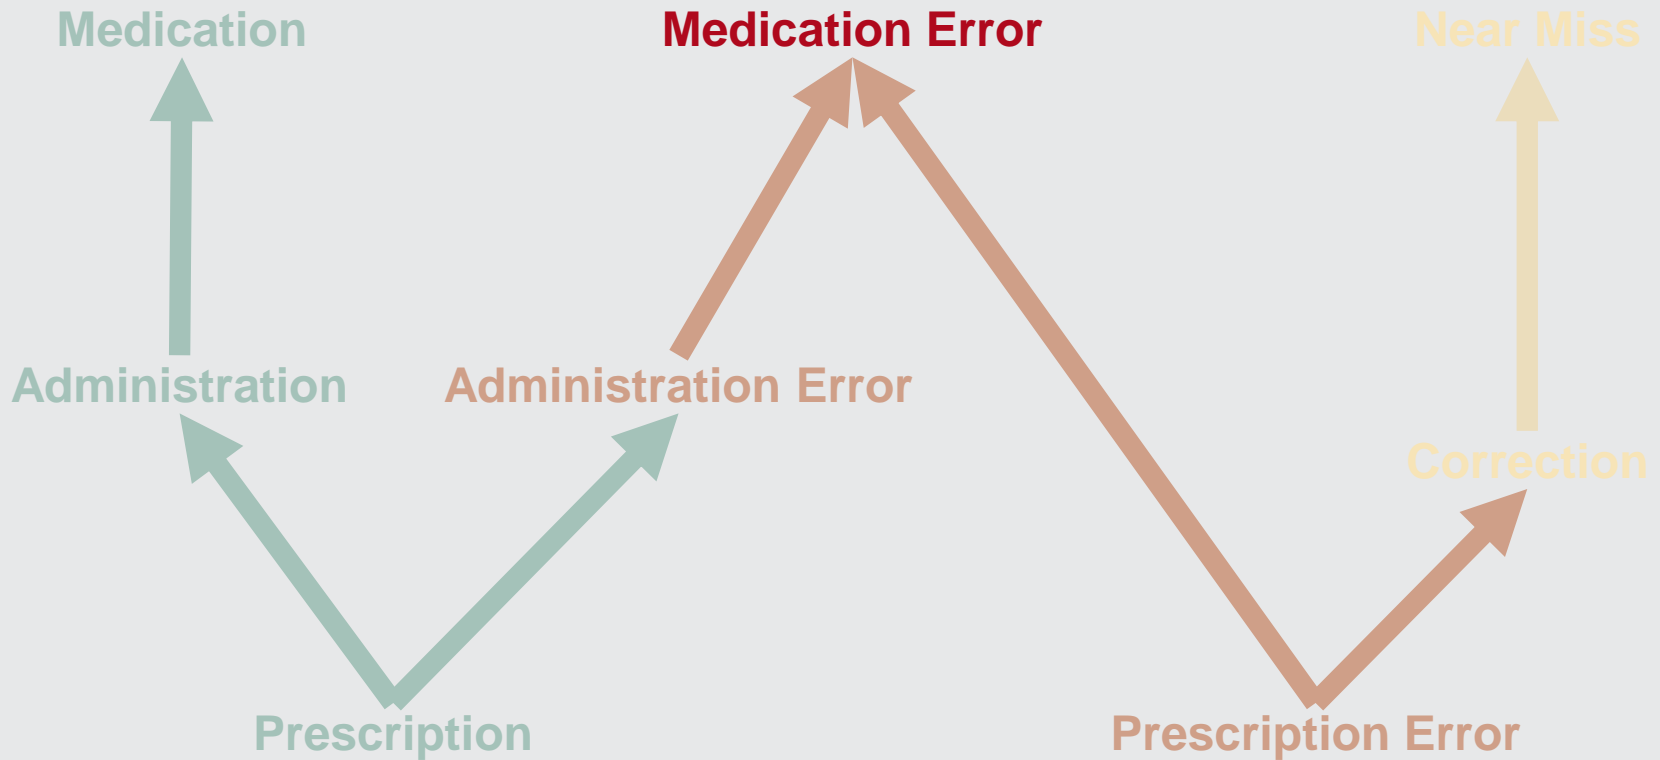 Medication
Medication Error
Near Miss
Administration
Administration Error
Correction
Prescription
Prescription Error